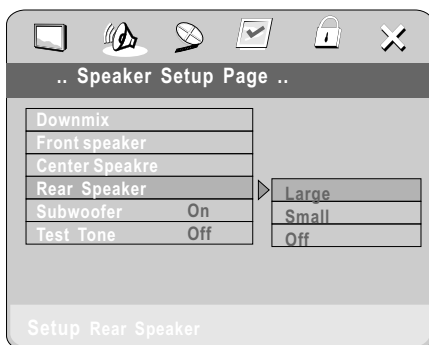 .. Speaker Setup Page ..
Downmix
Front speaker
Center Speakre
Rear Speaker
Large
Subwoofer On
Small
Test Tone Off
Off
Setup Rear Speaker